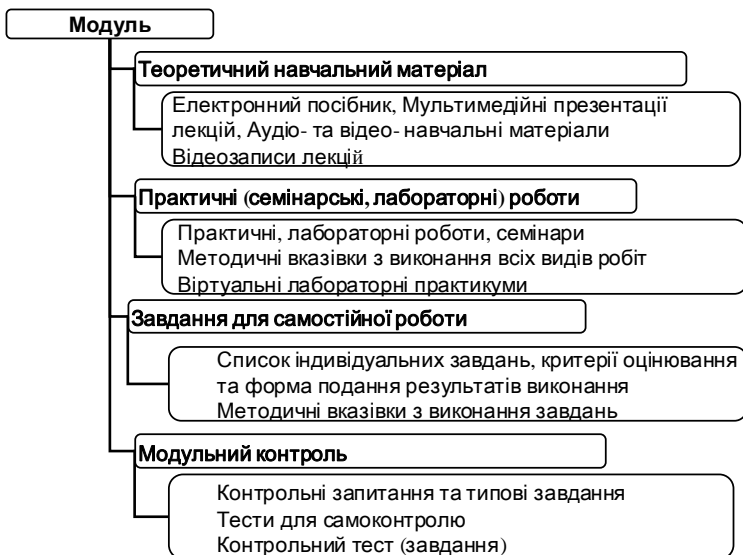 Модуль
Теоретичний навчальний матеріал
Електронний посібник, Мультимедійні презентації
лекцій, Аудіо- та відео- навчальні матеріали
Відеозаписи лекцій
Практичні (семінарські, лабораторні) роботи
Практичні, лабораторні роботи, семінари
Методичні вказівки з виконання всіх видів робіт
Віртуальні лабораторні практикуми
Завдання для самостійної роботи
Список індивідуальних завдань, критерії оцінювання
та форма подання результатів виконання
Методичні вказівки з виконання завдань
Модульний контроль
Контрольні запитання та типові завдання
Тести для самоконтролю
Контрольний тест (завдання)